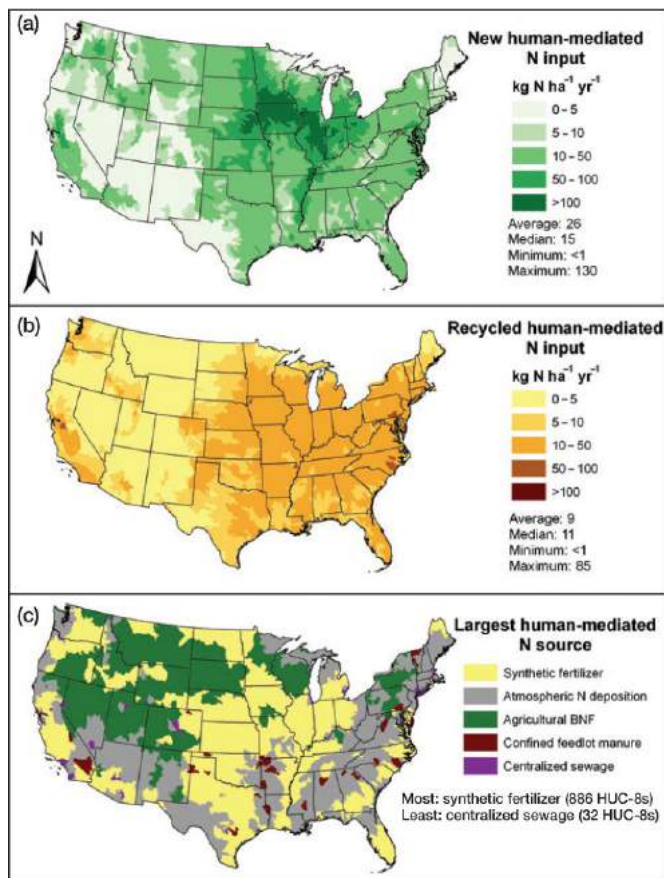 (a)
New human-mediated
N input
kg N ha⁻¹ yr⁻¹
0 – 5
5 – 10
10 – 50
50 – 100
>100
Average: 26
Median: 15
Minimum: <1
Maximum: 130
N
(b)
Recycled human-mediated
N input
kg N ha⁻¹ yr⁻¹
0 – 5
5 – 10
10 – 50
50 – 100
>100
Average: 9
Median: 11
Minimum: <1
Maximum: 85
(c)
Largest human-mediated
N source
Synthetic fertilizer
Atmospheric N deposition
Agricultural BNF
Confined feedlot manure
Centralized sewage
Most: synthetic fertilizer (886 HUC-8s)
Least: centralized sewage (32 HUC-8s)